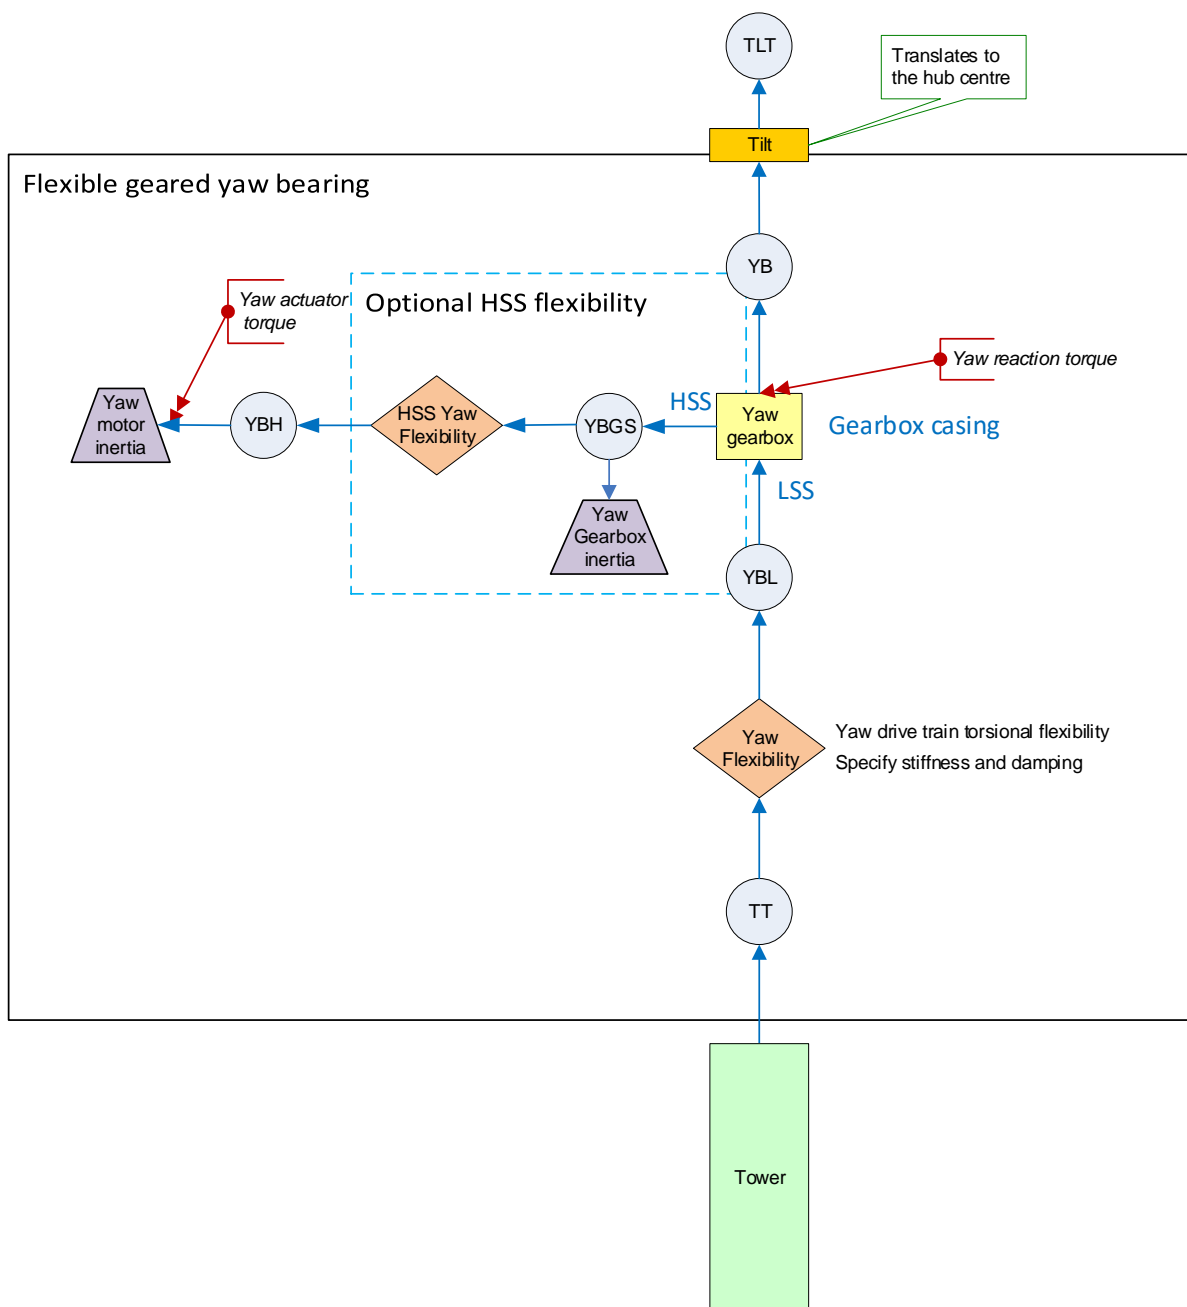 TLT
Translates to
the hub centre
Tilt
Flexible geared yaw bearing
YB
Yaw actuator
torque
Optional HSS flexibility
Yaw reaction torque
Yaw
motor
inertia
YBH
HSS Yaw
Flexibility
YBGS
HSS
Yaw
gearbox
Gearbox casing
LSS
Yaw
Gearbox
inertia
YBL
Yaw
Flexibility
Yaw drive train torsional flexibility
Specify stiffness and damping
TT
Tower